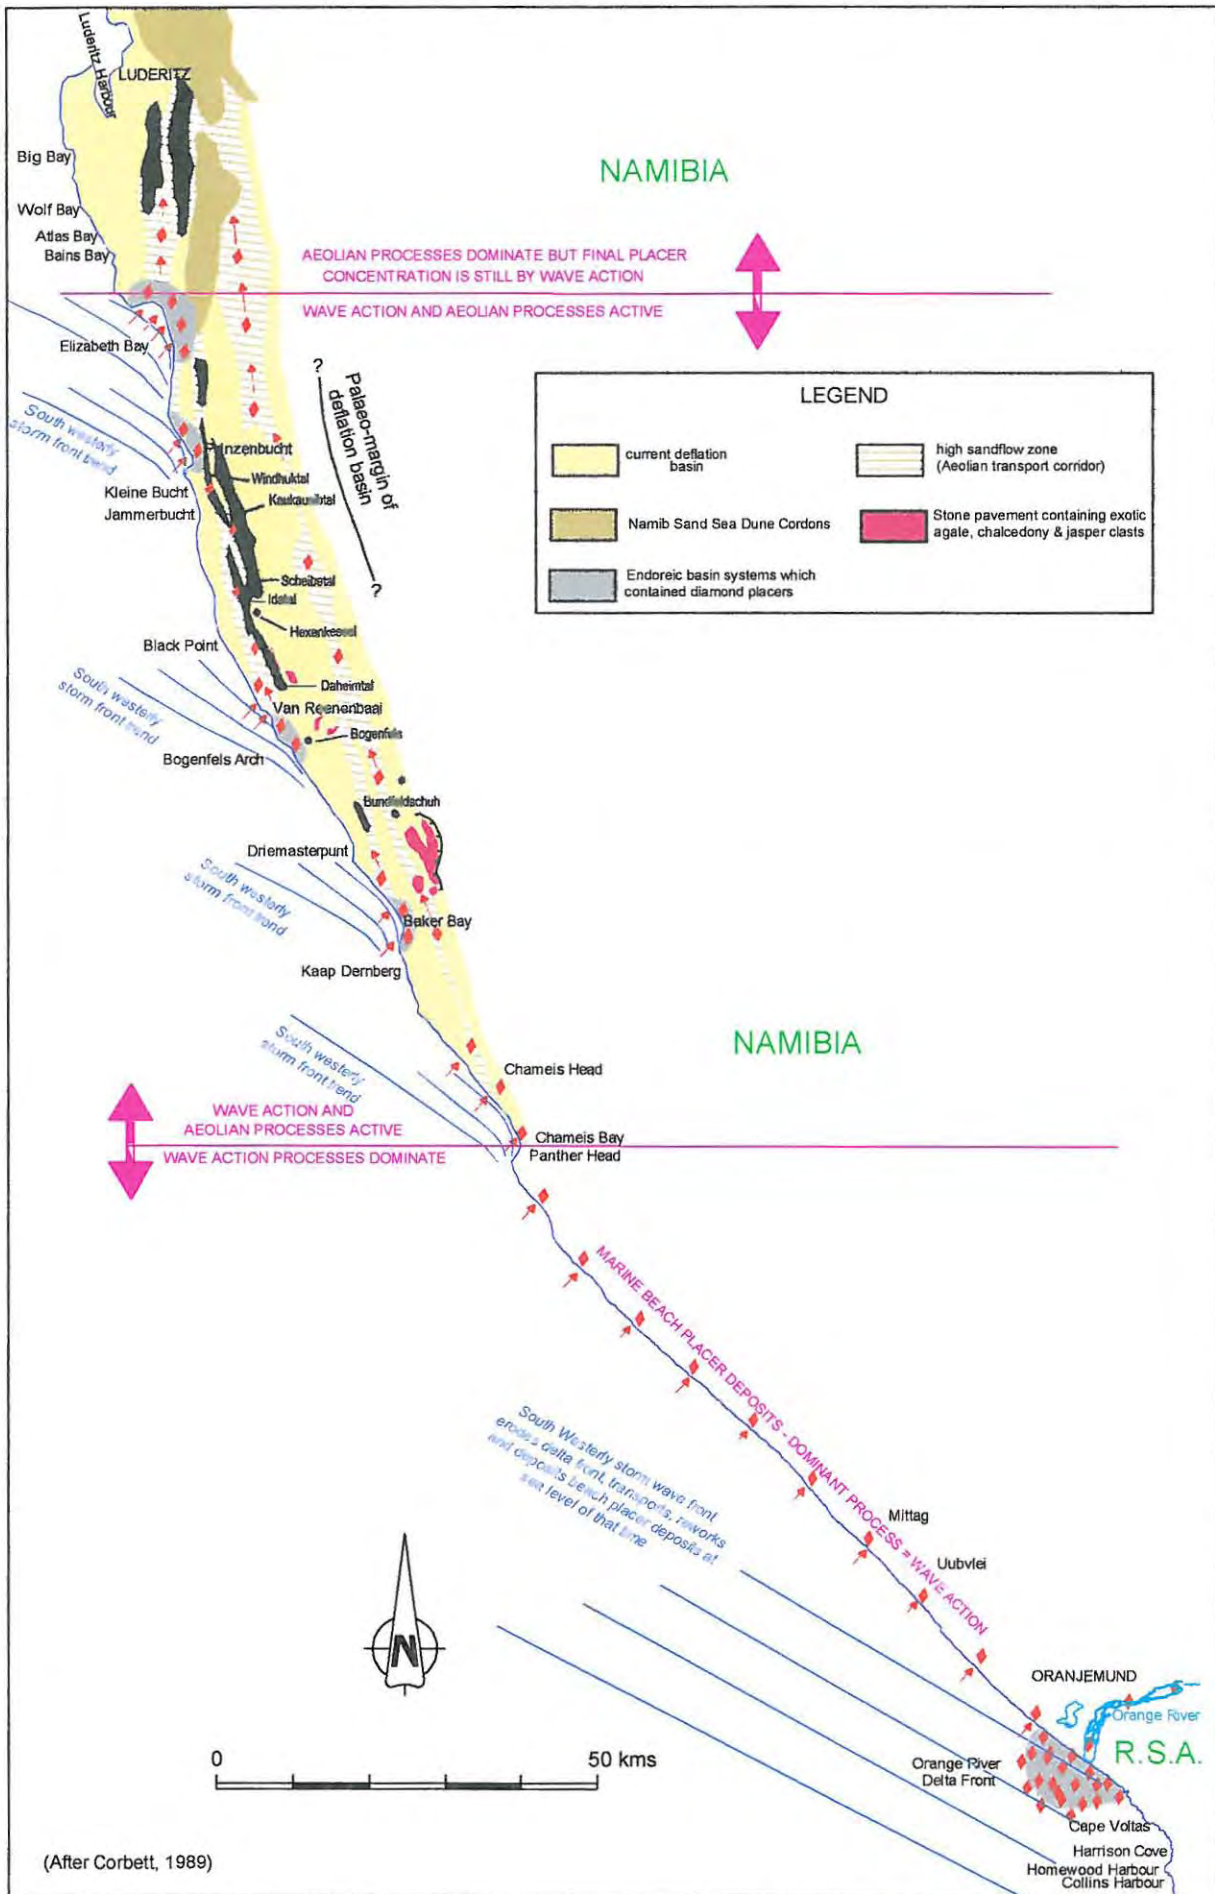 Luderitz Harbour
LUDERITZ
Big Bay
NAMIBIA
Wolf Bay
Atlas Bay
Bains Bay
AEOLIAN PROCESSES DOMINATE BUT FINAL PLACER
CONCENTRATION IS STILL BY WAVE ACTION
WAVE ACTION AND AEOLIAN PROCESSES ACTIVE
Elizabeth Bay
?
Palaeo-margin of
deflation basin
?
LEGEND
current deflation
basin
high sandflow zone
(Aeolian transport corridor)
Namib Sand Sea Dune Cordons
Stone pavement containing exotic
agate, chalcedony & jasper clasts
Endoreic basin systems which
contained diamond placers
South westerly
storm front trend
Inzenbucht
Windhuktal
Kleine Bucht
Kaukausibtal
Jammerbucht
Scheibetal
Idatal
Hexenkessel
Black Point
South westerly
storm front trend
Daheimtal
Van Reenenbaai
Bogenfels
Bogenfels Arch
Bundfeldschuh
Driemasterpunt
South westerly
storm front trend
Baker Bay
Kaap Dernberg
South westerly
storm front trend
NAMIBIA
Chameis Head
WAVE ACTION AND
AEOLIAN PROCESSES ACTIVE
WAVE ACTION PROCESSES DOMINATE
Chameis Bay
Panther Head
MARINE BEACH PLACER DEPOSITS - DOMINANT PROCESS = WAVE ACTION
South Westerly storm wave front
erodes delta front, transports, reworks
and deposits beach placer deposits at
sea level of that time
Mittag
Uubvlei
N
ORANJEMUND
Orange River
R.S.A.
0
50 kms
Orange River
Delta Front
Cape Voltas
Harrison Cove
Homewood Harbour
Collins Harbour
(After Corbett, 1989)